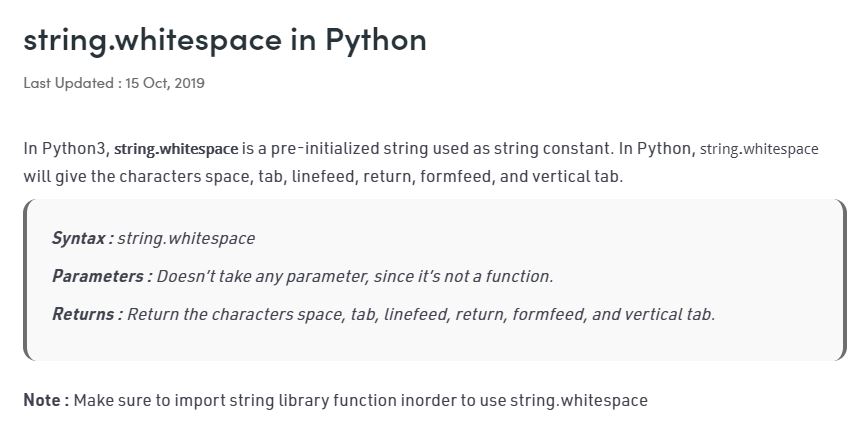 string.whitespace in Python
Last Updated : 15 Oct, 2019
In Python3, string.whitespace is a pre-initialized string used as string constant. In Python, string.whitespace
will give the characters space, tab, linefeed, return, formfeed, and vertical tab.
Syntax : string.whitespace
Parameters : Doesn't take any parameter, since it's not a function.
Returns : Return the characters space, tab, linefeed, return, formfeed, and vertical tab.
Note : Make sure to import string library function inorder to use string.whitespace